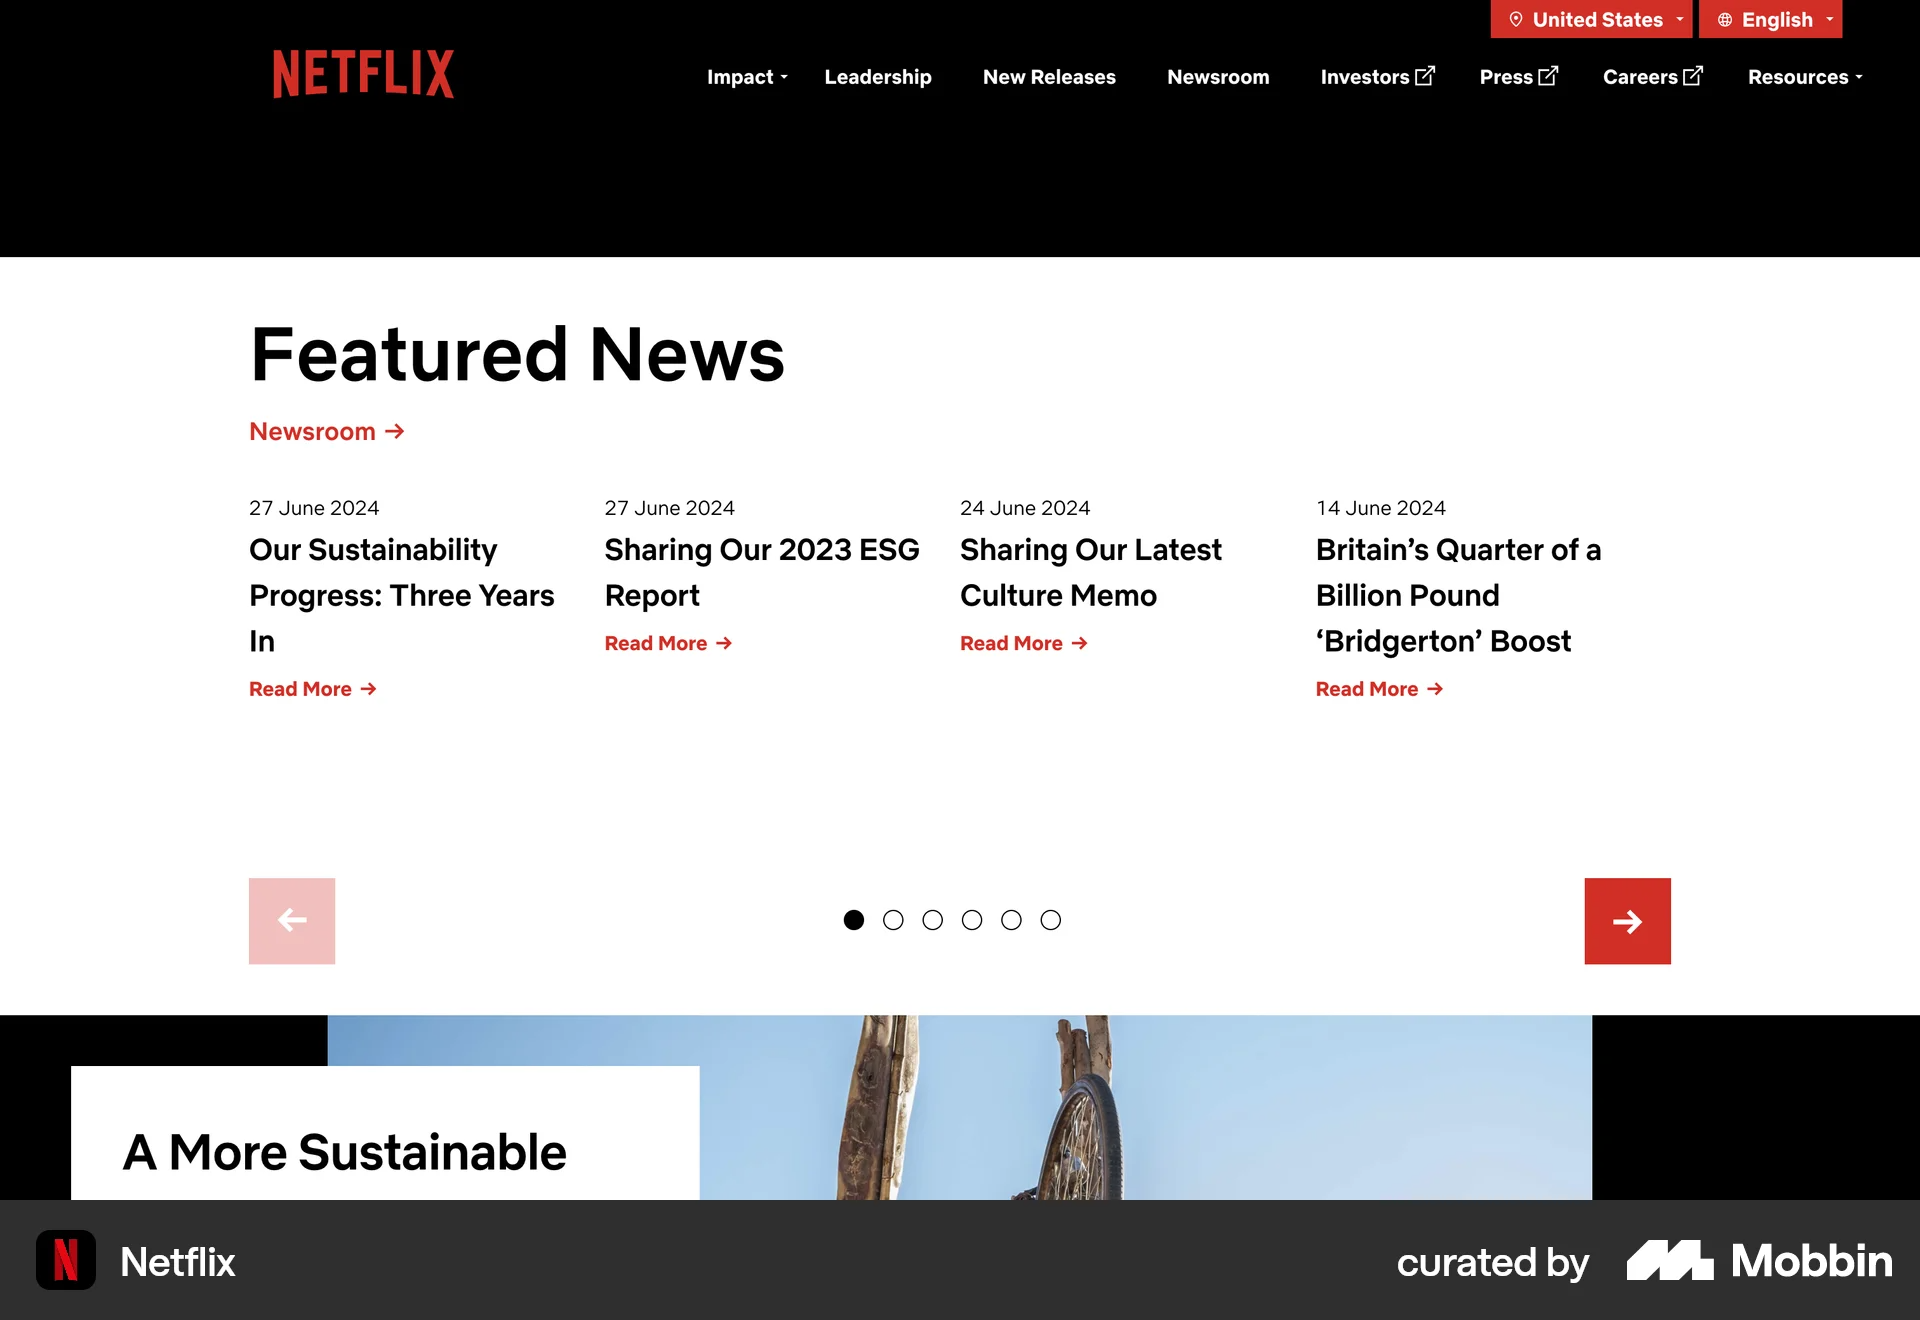 United States
English
NETFLIX
Impact
Leadership
New Releases
Newsroom
Investors
Press
Careers
Resources
Featured News
Newsroom →
27 June 2024
Our Sustainability
Progress: Three Years
In
Read More →
27 June 2024
Sharing Our 2023 ESG
Report
Read More →
24 June 2024
Sharing Our Latest
Culture Memo
Read More →
14 June 2024
Britain’s Quarter of a
Billion Pound
‘Bridgerton’ Boost
Read More →
A More Sustainable
N
Netflix
curated by
Mobbin